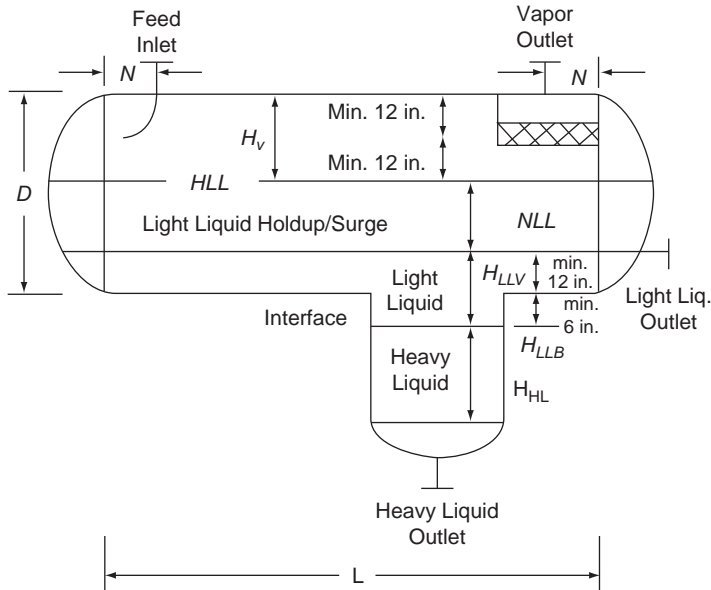 Feed
Inlet
Vapor
Outlet
N
N
Min. 12 in.
H_v
Min. 12 in.
D
HLL
Light Liquid Holdup/Surge
NLL
Light
Liquid
H_LLV
min.
12 in.
Light Liq.
Outlet
min.
6 in.
Interface
H_LLB
Heavy
Liquid
H_HL
Heavy Liquid
Outlet
L